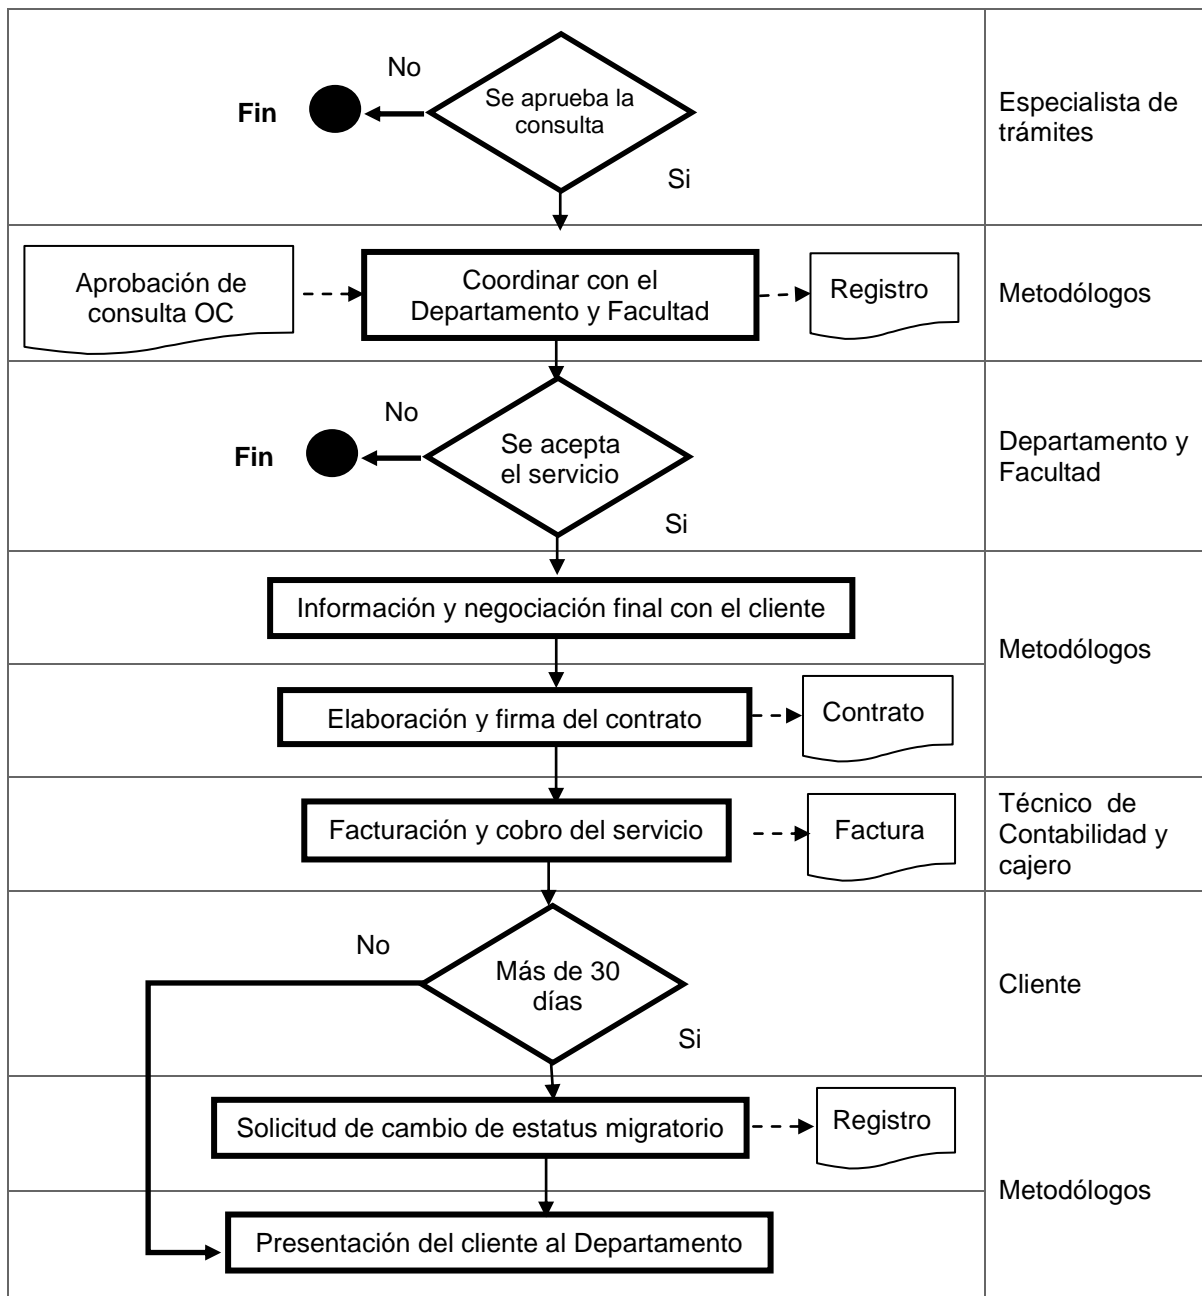 No
Fin
Se aprueba la
consulta
Si
Especialista de
trámites
Aprobación de
consulta OC
Coordinar con el
Departamento y Facultad
Registro
Metodólogos
No
Fin
Se acepta
el servicio
Si
Departamento y
Facultad
Información y negociación final con el cliente
Metodólogos
Elaboración y firma del contrato
Contrato
Facturación y cobro del servicio
Factura
Técnico de
Contabilidad y
cajero
No
Más de 30
días
Si
Cliente
Solicitud de cambio de estatus migratorio
Registro
Metodólogos
Presentación del cliente al Departamento